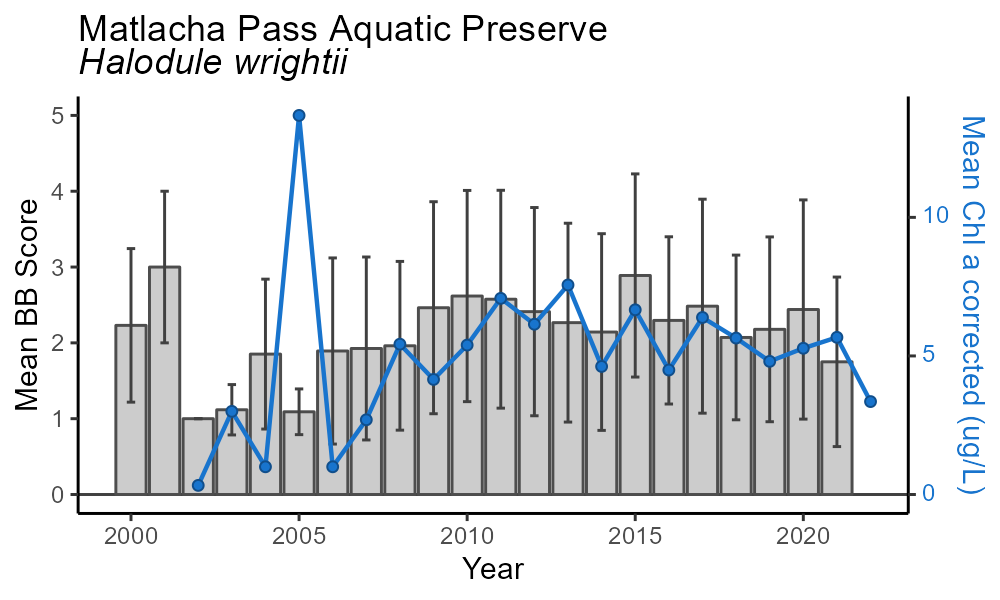 Matlacha Pass Aquatic Preserve
Halodule wrightii
Mean BB Score
5
4
3
2
1
0
10
5
0
Mean Chl a corrected (ug/L)
2000 2005 2010 2015 2020
Year